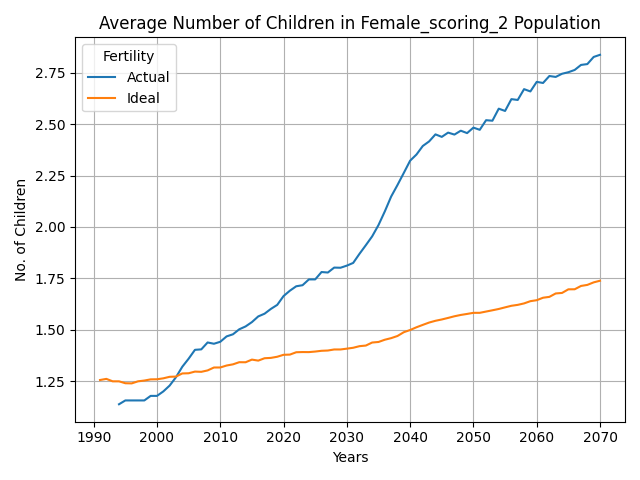 Average Number of Children in Female_scoring_2 Population
Fertility
Actual
Ideal
No. of Children
2.75
2.50
2.25
2.00
1.75
1.50
1.25
1990 2000 2010 2020 2030 2040 2050 2060 2070
Years